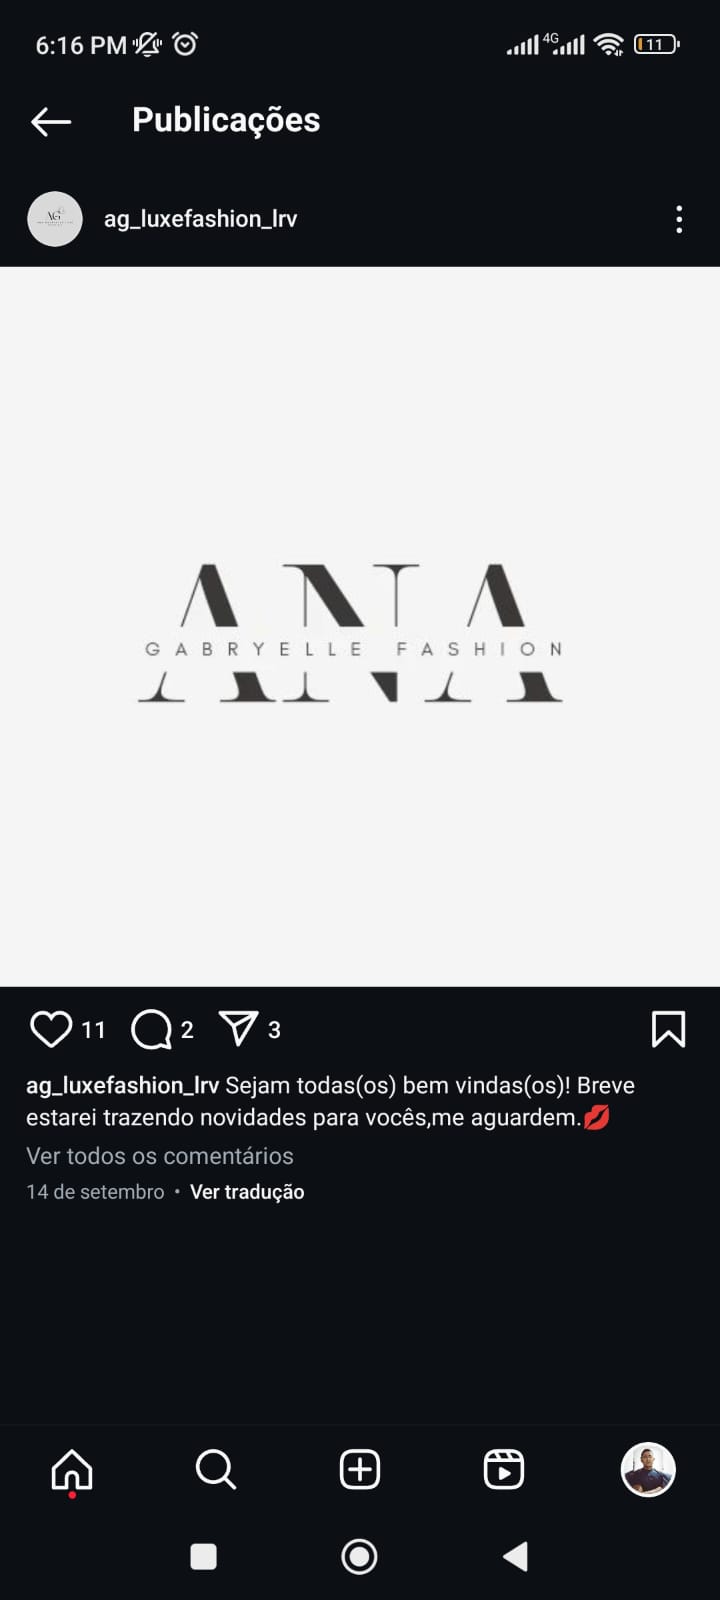 6:16 PM
4G
11
Publicações
AG
ag_luxefashion_lrv
ANA
GABRYELLE FASHION
11 2 3
ag_luxefashion_lrv Sejam todas(os) bem vindas(os)! Breve
estarei trazendo novidades para vocês,me aguardem.💋
Ver todos os comentários
14 de setembro • Ver tradução